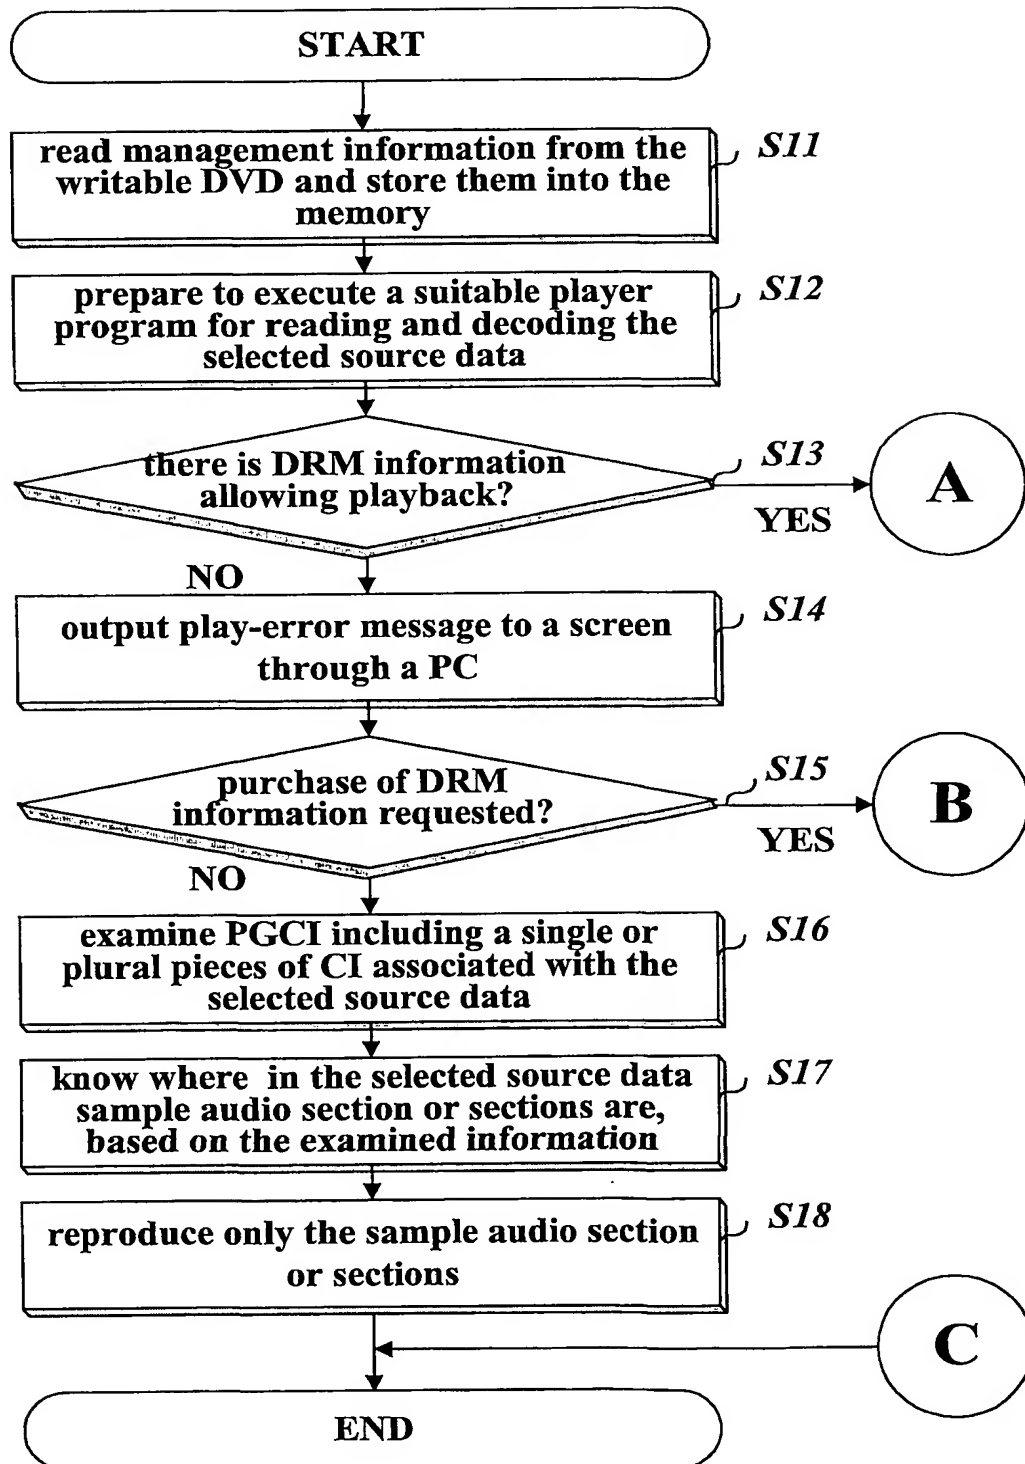 START
read management information from the
writable DVD and store them into the
memory
S11
prepare to execute a suitable player
program for reading and decoding the
selected source data
S12
there is DRM information
allowing playback?
S13
YES
A
NO
output play-error message to a screen
through a PC
S14
purchase of DRM
information requested?
S15
YES
B
NO
examine PGCI including a single or
plural pieces of CI associated with the
selected source data
S16
know where in the selected source data
sample audio section or sections are,
based on the examined information
S17
reproduce only the sample audio section
or sections
S18
C
END